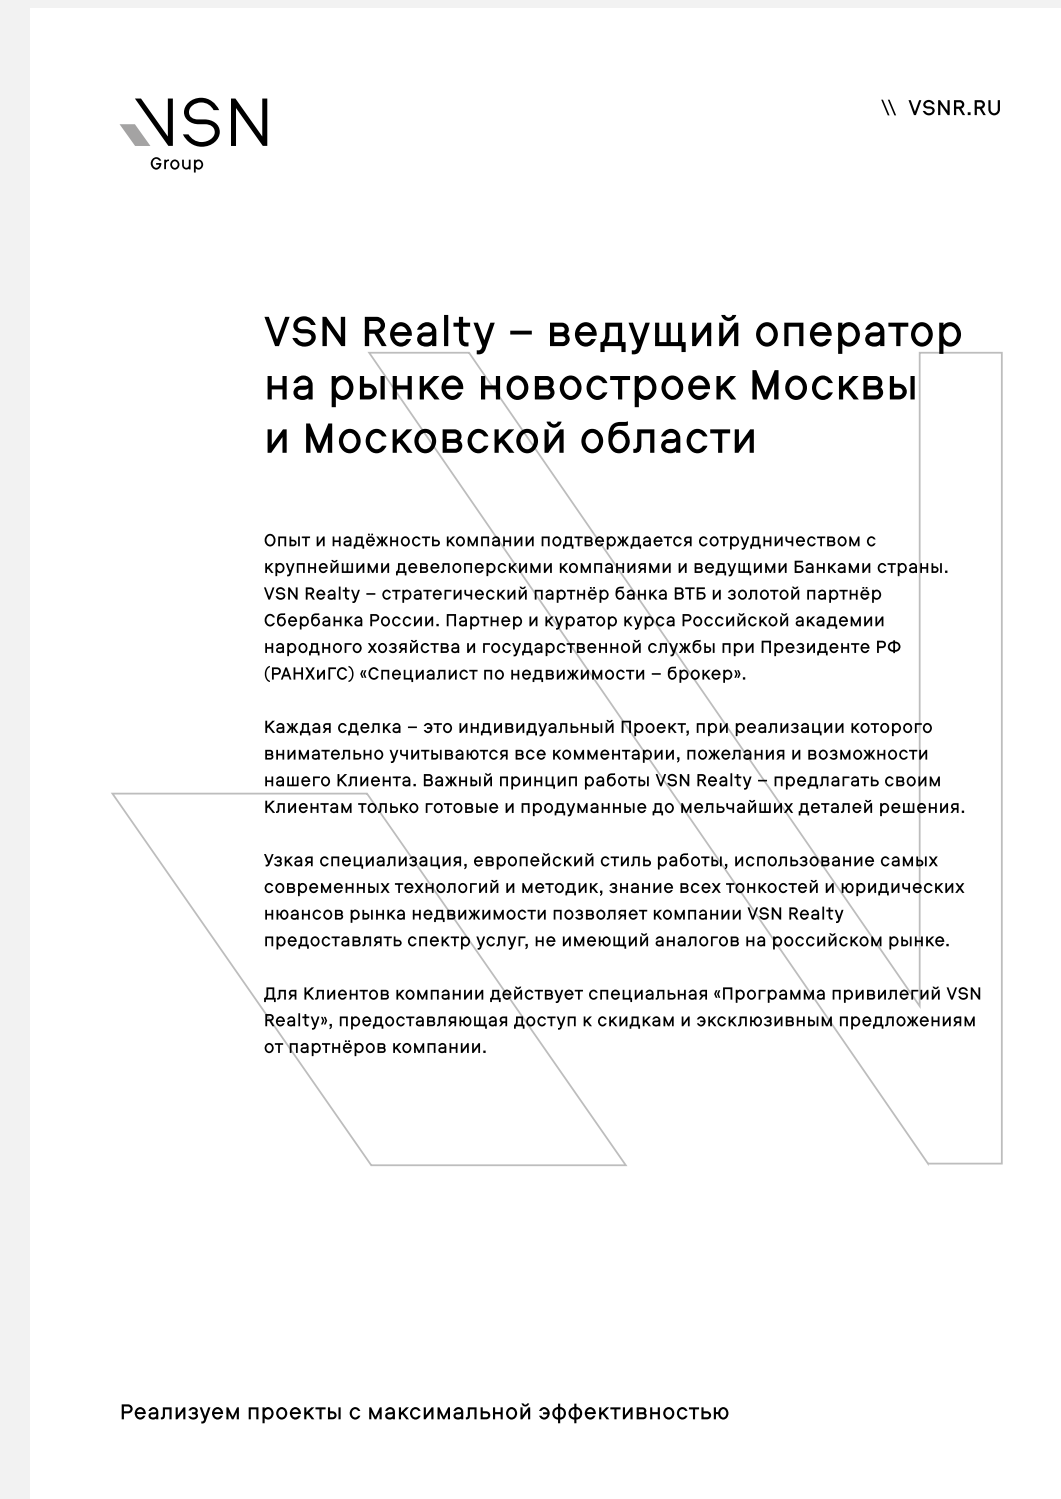 VSN
Group
\\ VSNR.RU
VSN Realty – ведущий оператор
на рынке новостроек Москвы
и Московской области
Опыт и надёжность компании подтверждается сотрудничеством с
крупнейшими девелоперскими компаниями и ведущими Банками страны.
VSN Realty – стратегический партнёр банка ВТБ и золотой партнёр
Сбербанка России. Партнер и куратор курса Российской академии
народного хозяйства и государственной службы при Президенте РФ
(РАНХиГС) «Специалист по недвижимости – брокер».
Каждая сделка – это индивидуальный Проект, при реализации которого
внимательно учитываются все комментарии, пожелания и возможности
нашего Клиента. Важный принцип работы VSN Realty – предлагать своим
Клиентам только готовые и продуманные до мельчайших деталей решения.
Узкая специализация, европейский стиль работы, использование самых
современных технологий и методик, знание всех тонкостей и юридических
нюансов рынка недвижимости позволяет компании VSN Realty
предоставлять спектр услуг, не имеющий аналогов на российском рынке.
Для Клиентов компании действует специальная «Программа привилегий VSN
Realty», предоставляющая доступ к скидкам и эксклюзивным предложениям
от партнёров компании.
Реализуем проекты с максимальной эффективностью